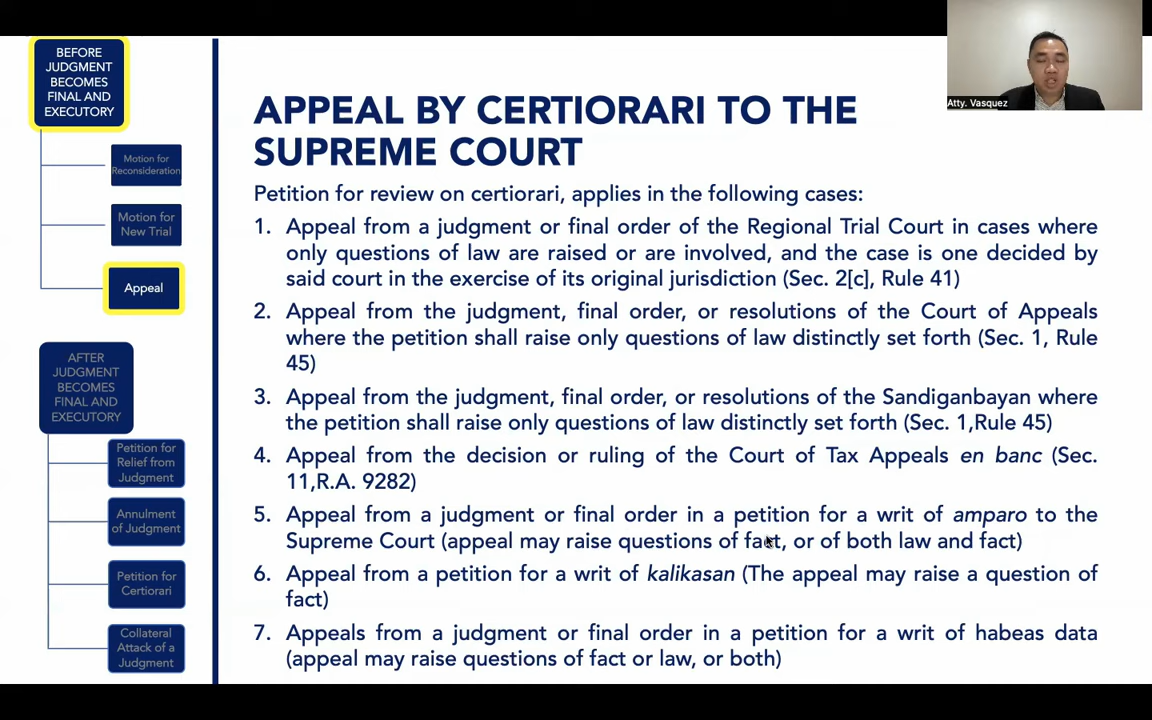 BEFORE
JUDGMENT
BECOMES
FINAL AND
EXECUTORY
Motion for
Reconsideration
Motion for
New Trial
Appeal
AFTER
JUDGMENT
BECOMES
FINAL AND
EXECUTORY
Petition for
Relief from
Judgment
Annulment
of Judgment
Petition for
Certiorari
Collateral
Attack of a
Judgment
APPEAL BY CERTIORARI TO THE
SUPREME COURT
Petition for review on certiorari, applies in the following cases:
1. Appeal from a judgment or final order of the Regional Trial Court in cases where
only questions of law are raised or are involved, and the case is one decided by
said court in the exercise of its original jurisdiction (Sec. 2[c], Rule 41)
2. Appeal from the judgment, final order, or resolutions of the Court of Appeals
where the petition shall raise only questions of law distinctly set forth (Sec. 1, Rule
45)
3. Appeal from the judgment, final order, or resolutions of the Sandiganbayan where
the petition shall raise only questions of law distinctly set forth (Sec. 1,Rule 45)
4. Appeal from the decision or ruling of the Court of Tax Appeals en banc (Sec.
11,R.A. 9282)
5. Appeal from a judgment or final order in a petition for a writ of amparo to the
Supreme Court (appeal may raise questions of fact, or of both law and fact)
6. Appeal from a petition for a writ of kalikasan (The appeal may raise a question of
fact)
7. Appeals from a judgment or final order in a petition for a writ of habeas data
(appeal may raise questions of fact or law, or both)
Atty. Vasquez